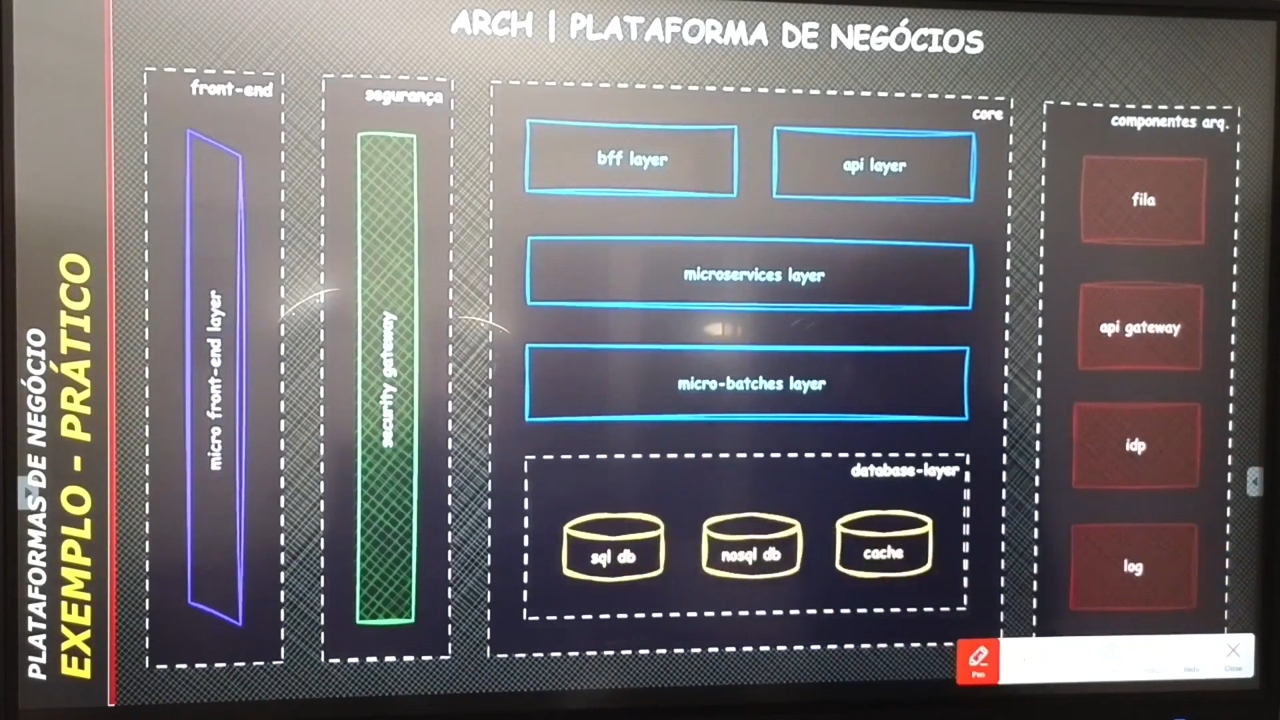 ARCH | PLATAFORMA DE NEGÓCIOS
PLATAFORMAS DE NEGÓCIO
EXEMPLO - PRÁTICO
front-end
micro front-end layer
segurança
security gateway
core
bff layer
api layer
microservices layer
micro-batches layer
database-layer
sql db
nosql db
cache
componentes arq.
fila
api gateway
idp
log
Pen
Redo
Close